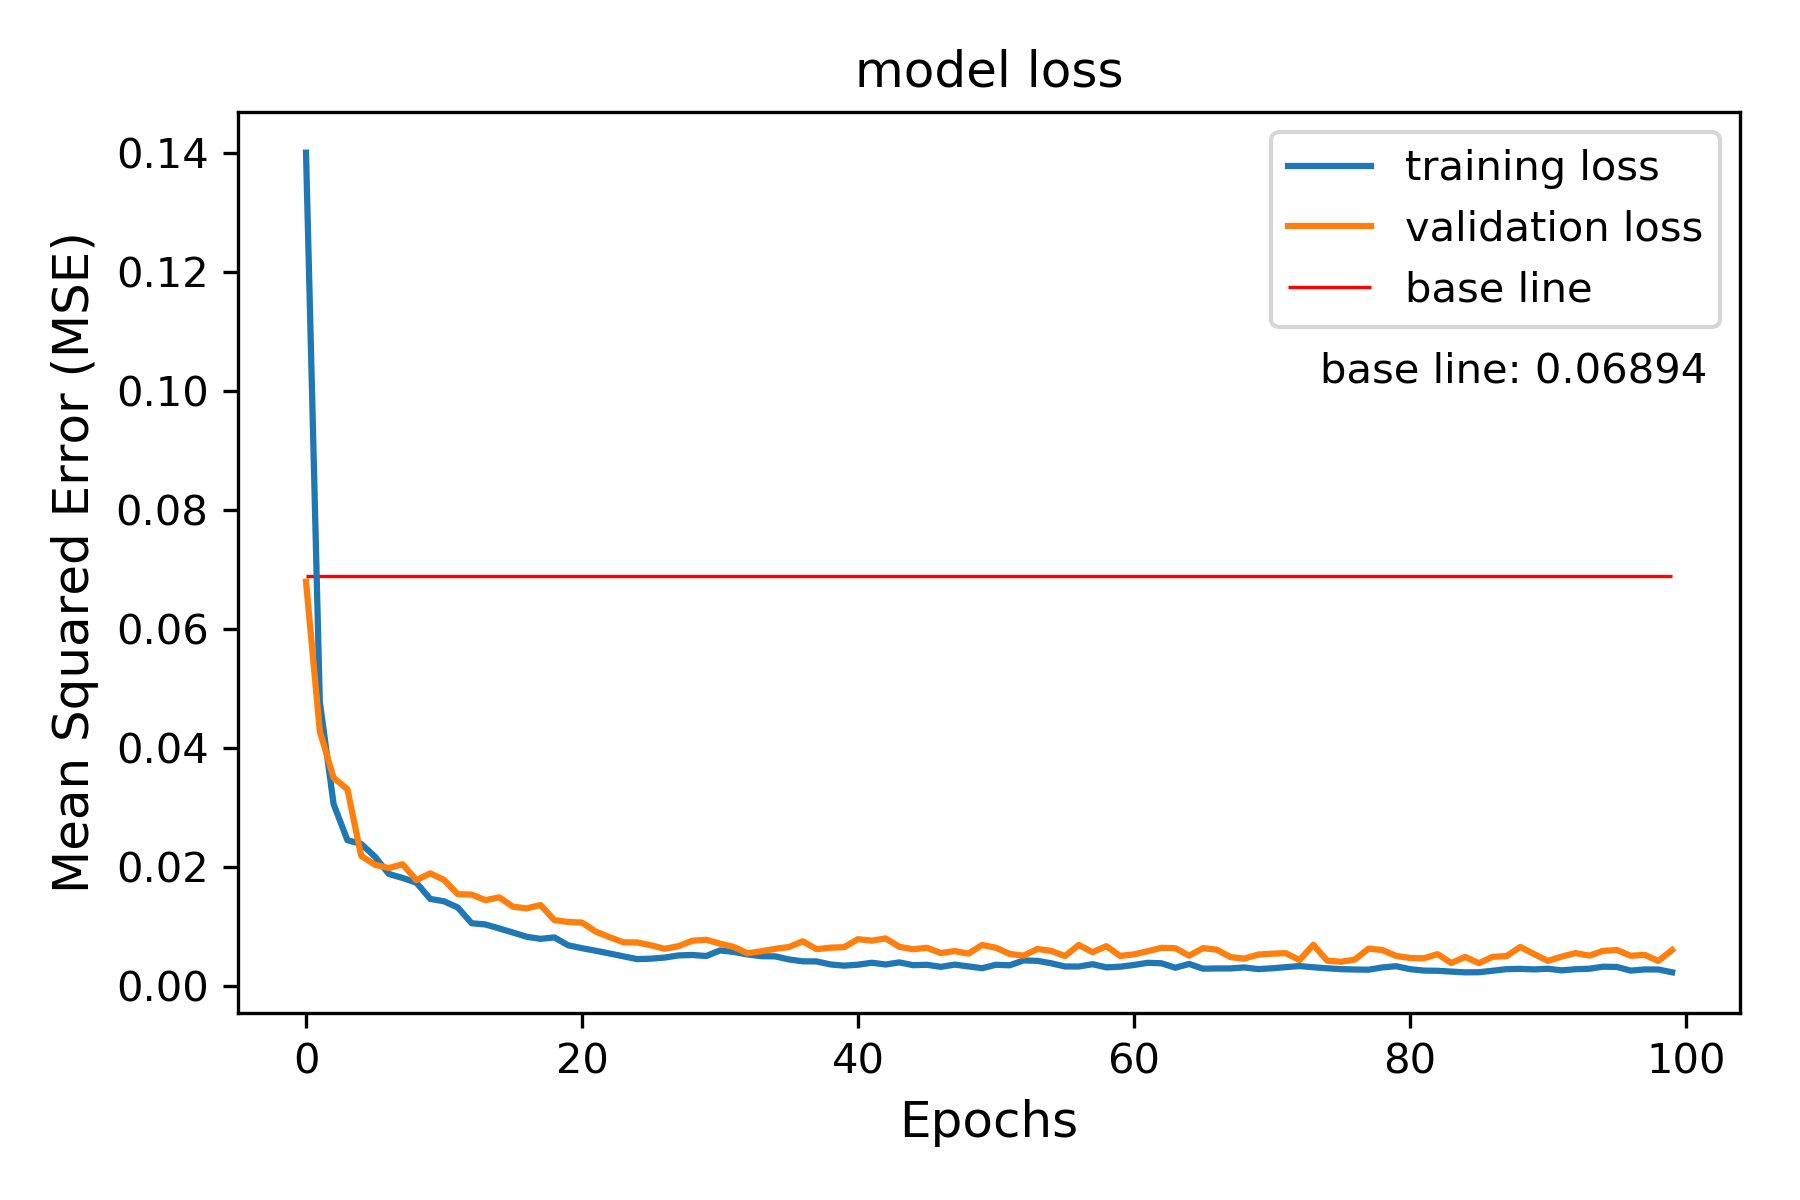 model loss
Mean Squared Error (MSE)
0.14
0.12
0.10
0.08
0.06
0.04
0.02
0.00
training loss
validation loss
base line
base line: 0.06894
0 20 40 60 80 100
Epochs